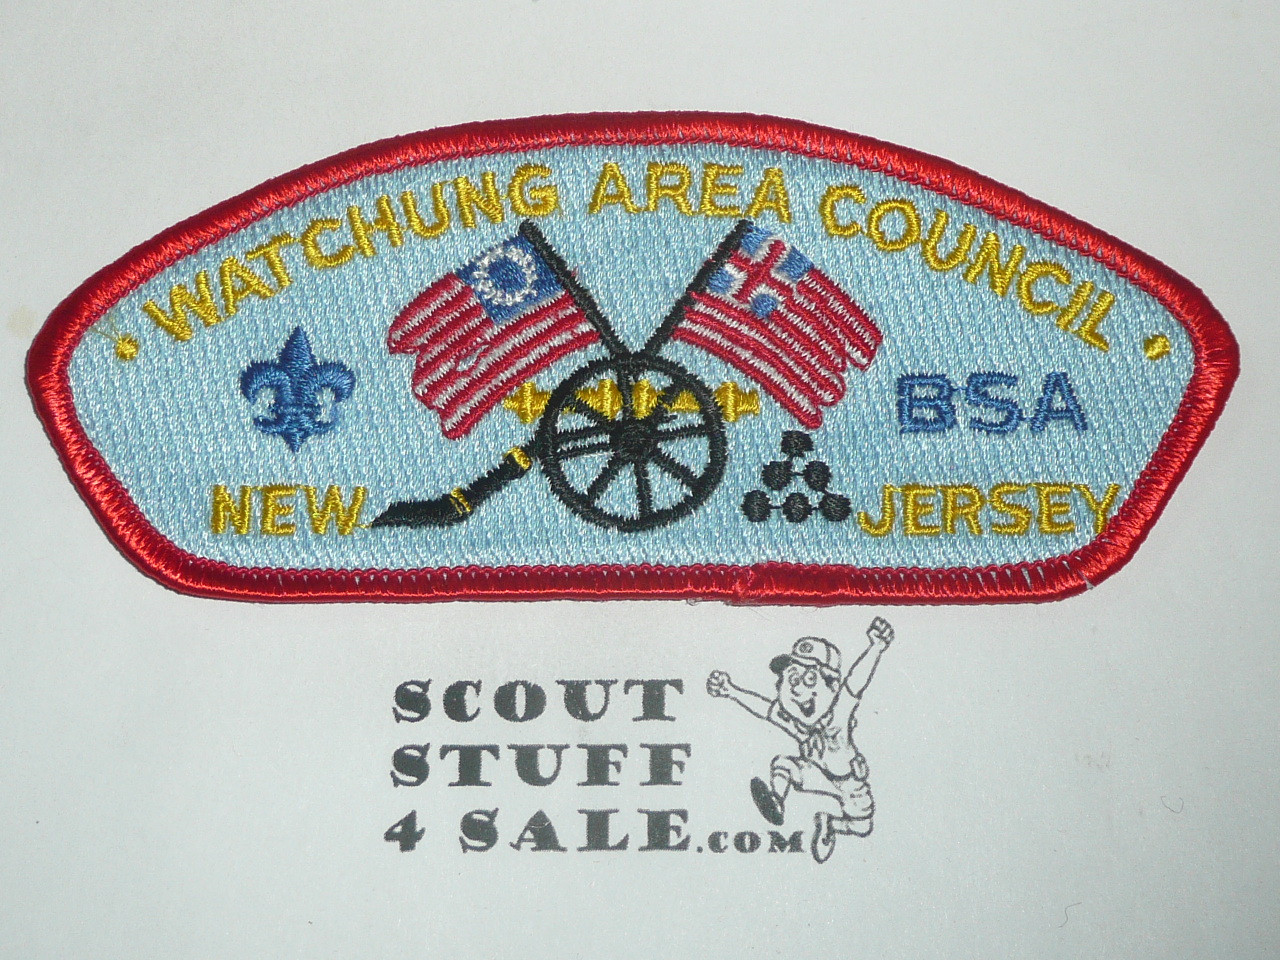 WATCHUNG AREA COUNCIL
BSA
NEW JERSEY
SCOUT
STUFF
4 SALE.COM